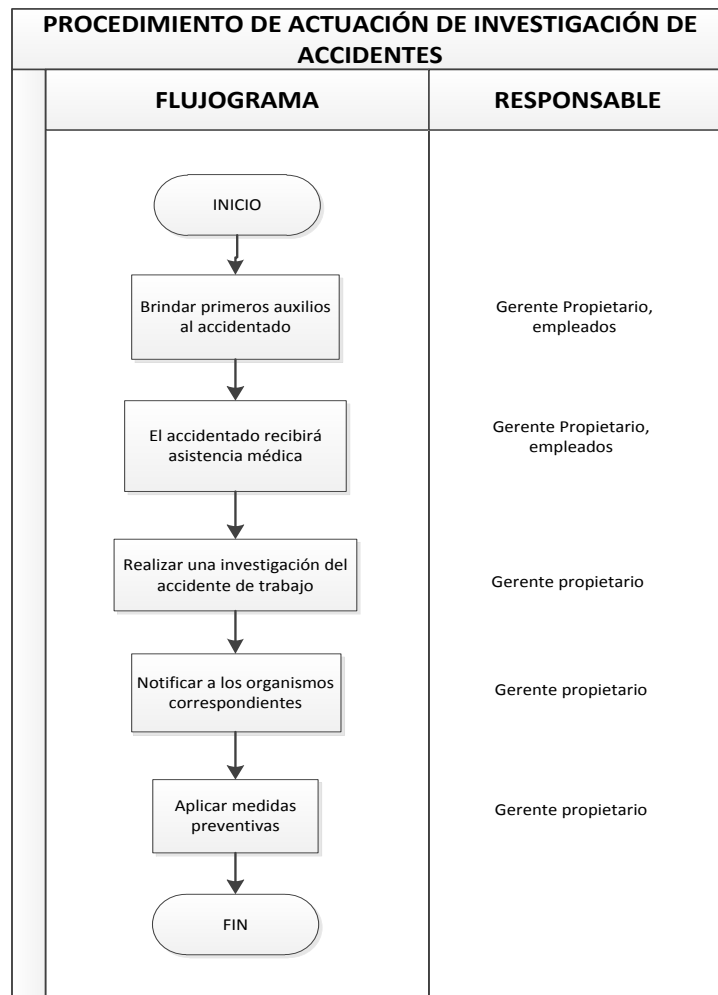 PROCEDIMIENTO DE ACTUACIÓN DE INVESTIGACIÓN DE
ACCIDENTES
FLUJOGRAMA
RESPONSABLE
INICIO
Brindar primeros auxilios
al accidentado
Gerente Propietario,
empleados
El accidentado recibirá
asistencia médica
Gerente Propietario,
empleados
Realizar una investigación del
accidente de trabajo
Gerente propietario
Notificar a los organismos
correspondientes
Gerente propietario
Aplicar medidas
preventivas
Gerente propietario
FIN